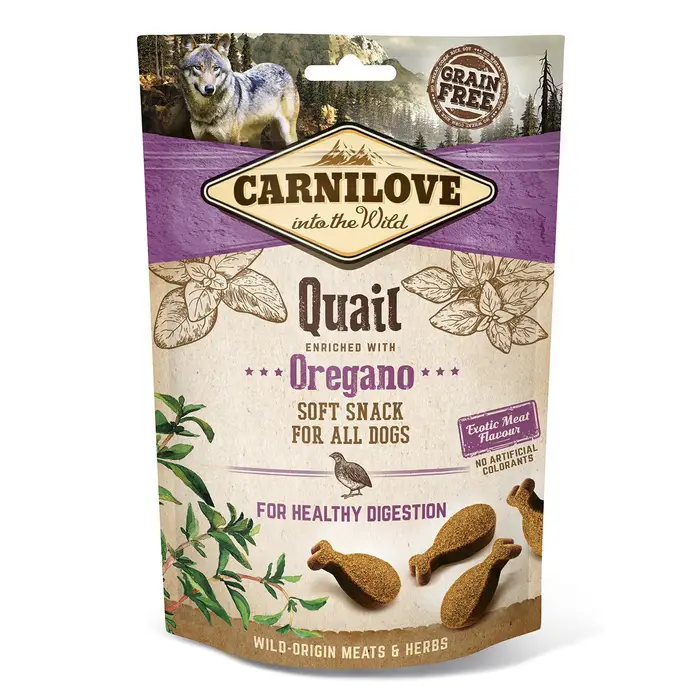 GRAIN
FREE
CARNILOVE
into the Wild
Quail
ENRICHED WITH
Oregano
SOFT SNACK
FOR ALL DOGS
Exotic Meat
Flavour
NO ARTIFICIAL
COLORANTS
FOR HEALTHY DIGESTION
WILD-ORIGIN MEATS & HERBS